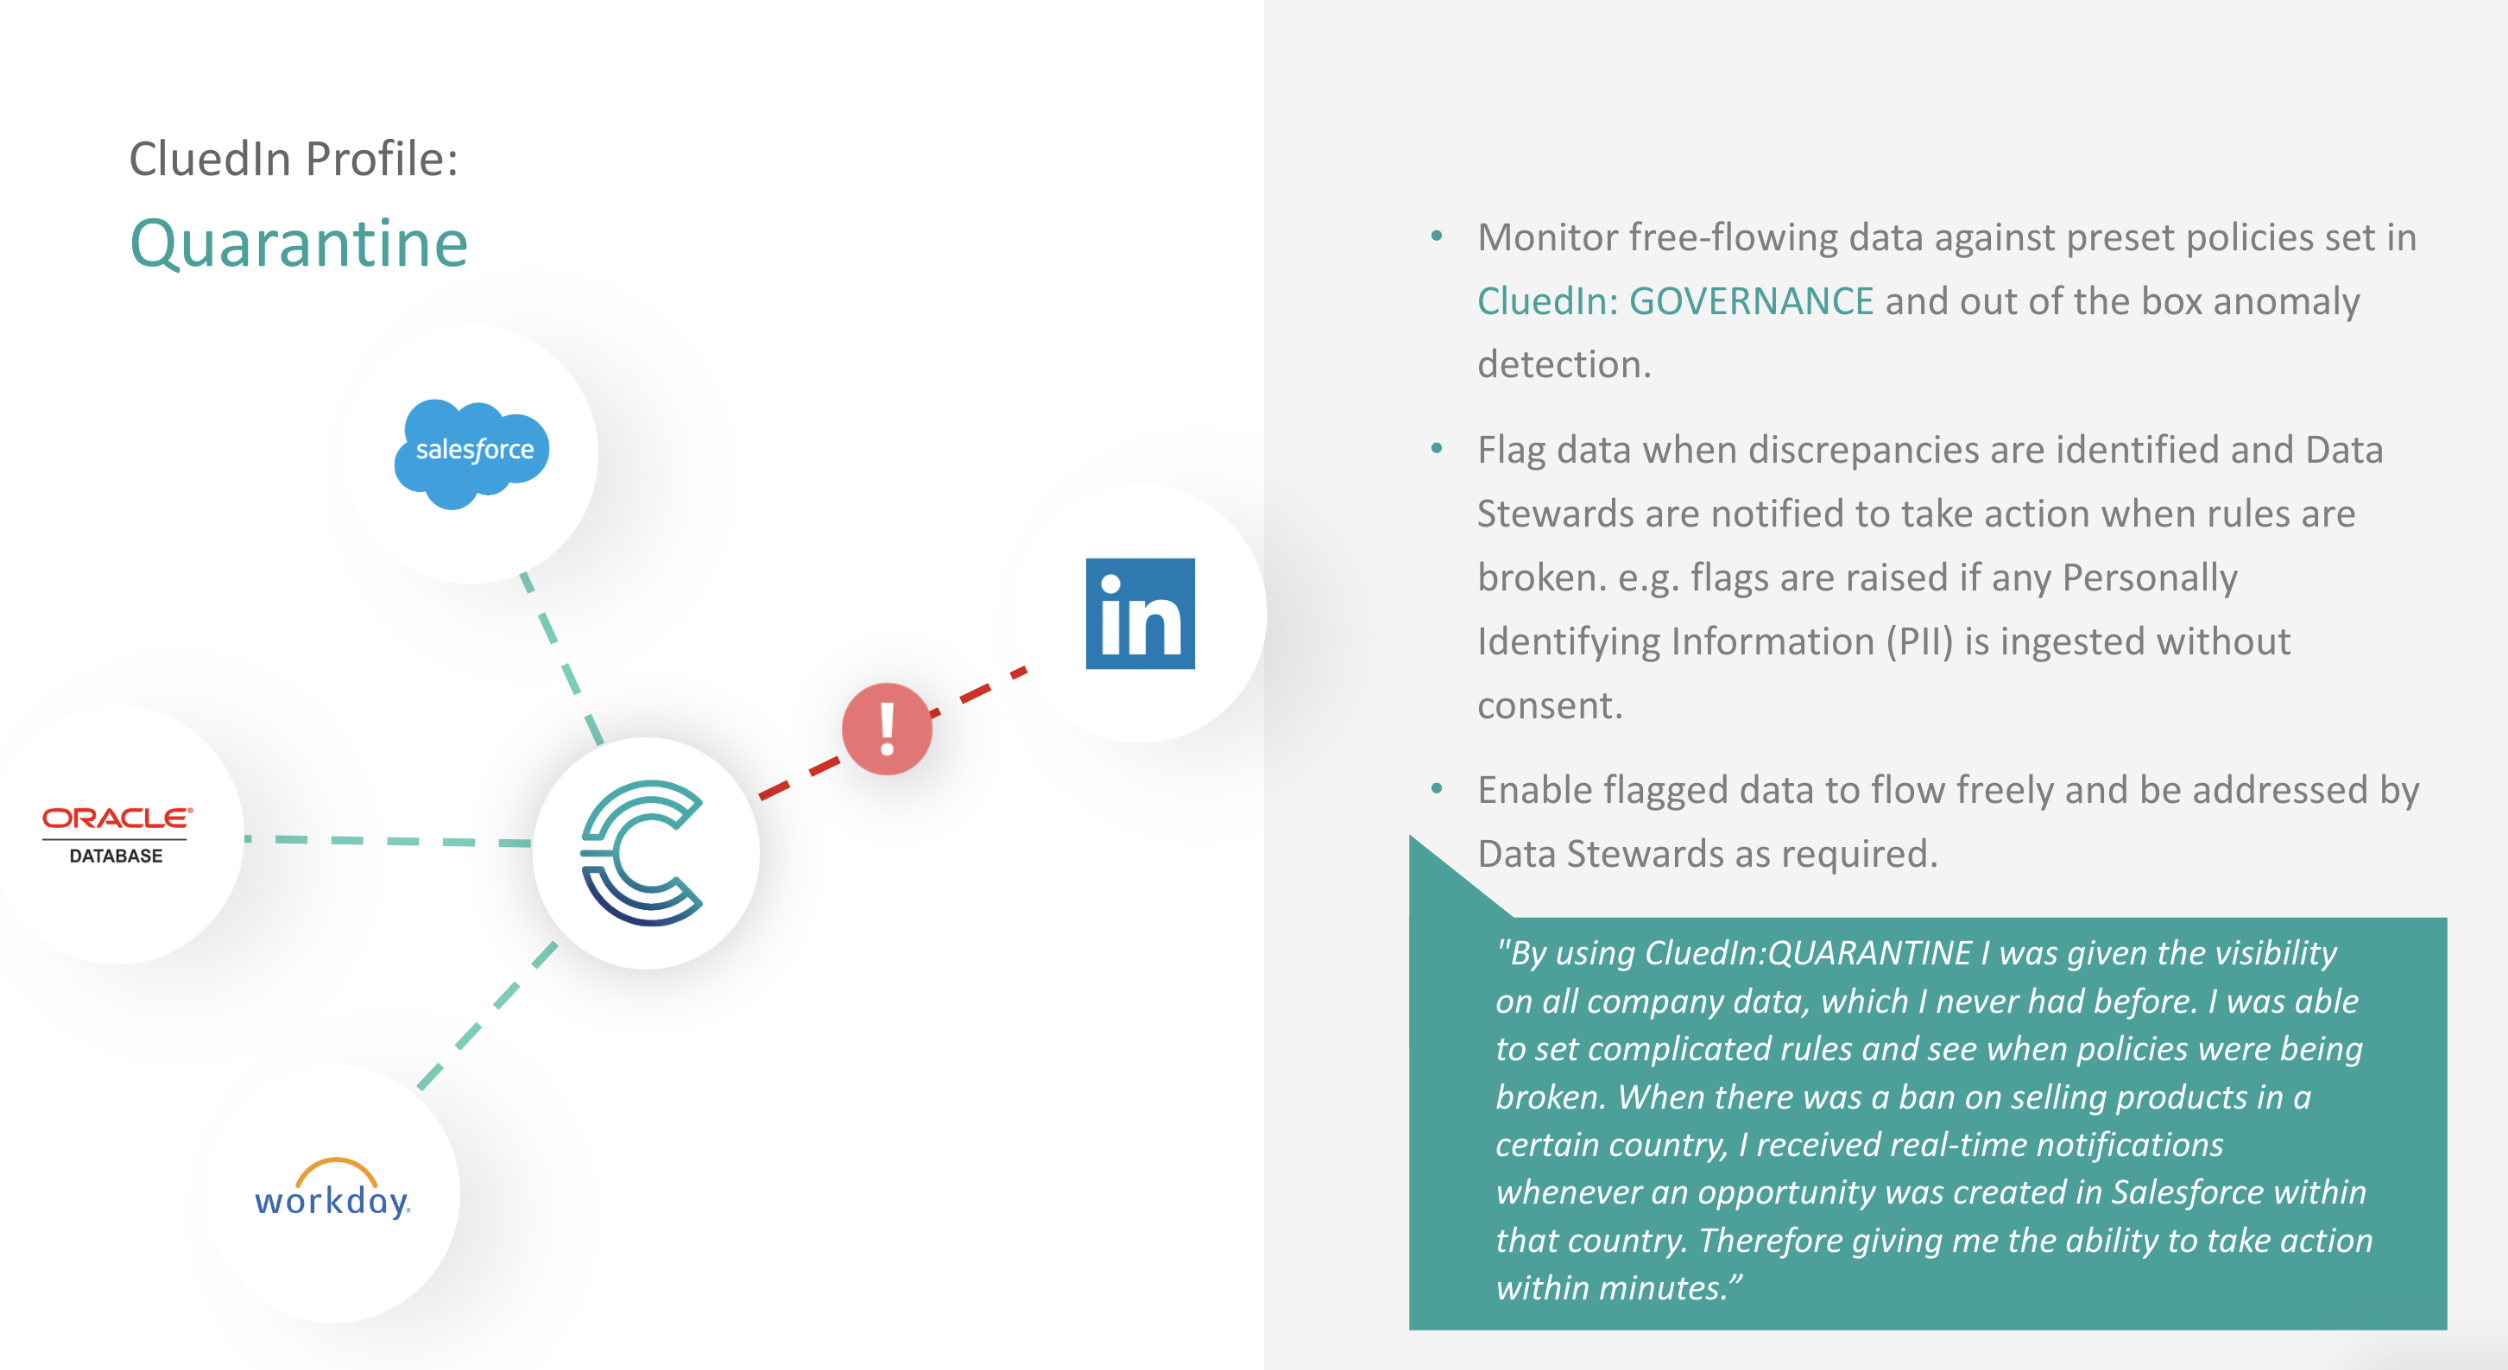 CluedIn Profile:
Quarantine
salesforce
in
!
ORACLE®
DATABASE
workday®
• Monitor free-flowing data against preset policies set in
CluedIn: GOVERNANCE and out of the box anomaly
detection.
• Flag data when discrepancies are identified and Data
Stewards are notified to take action when rules are
broken. e.g. flags are raised if any Personally
Identifying Information (PII) is ingested without
consent.
• Enable flagged data to flow freely and be addressed by
Data Stewards as required.
"By using CluedIn:QUARANTINE I was given the visibility
on all company data, which I never had before. I was able
to set complicated rules and see when policies were being
broken. When there was a ban on selling products in a
certain country, I received real-time notifications
whenever an opportunity was created in Salesforce within
that country. Therefore giving me the ability to take action
within minutes.”